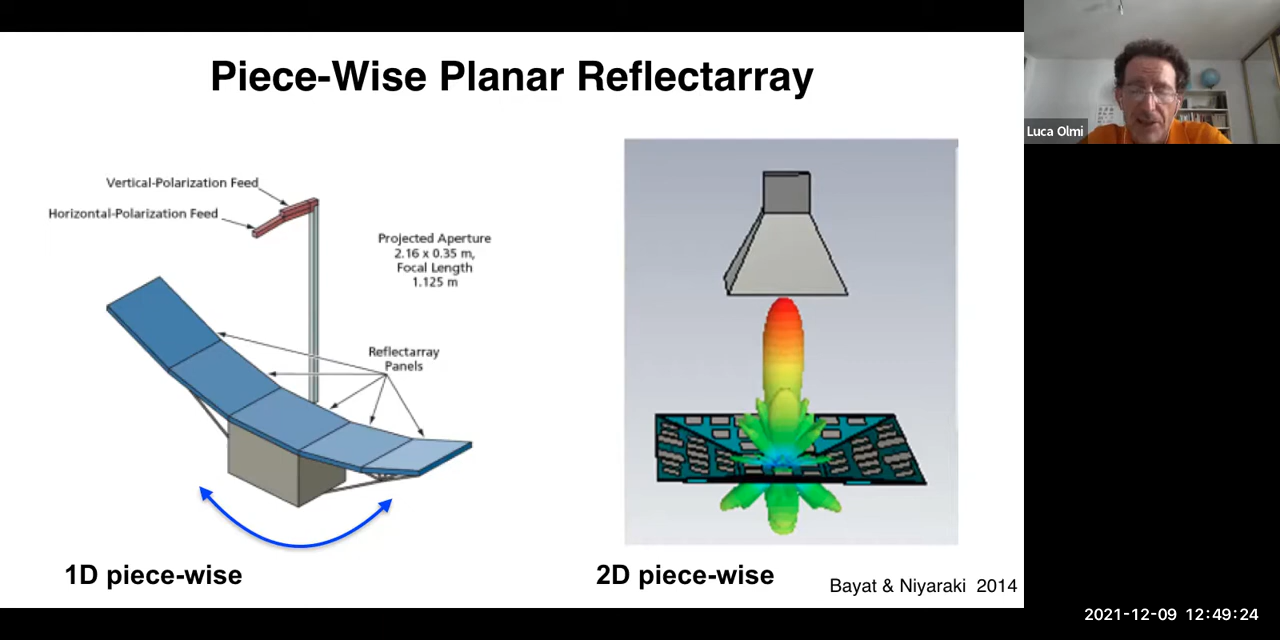 Piece-Wise Planar Reflectarray
Vertical-Polarization Feed
Horizontal-Polarization Feed
Projected Aperture
2.16 x 0.35 m,
Focal Length
1.125 m
Reflectarray
Panels
1D piece-wise
2D piece-wise
Bayat & Niyaraki 2014
Luca Olmi
2021-12-09 12:49:24